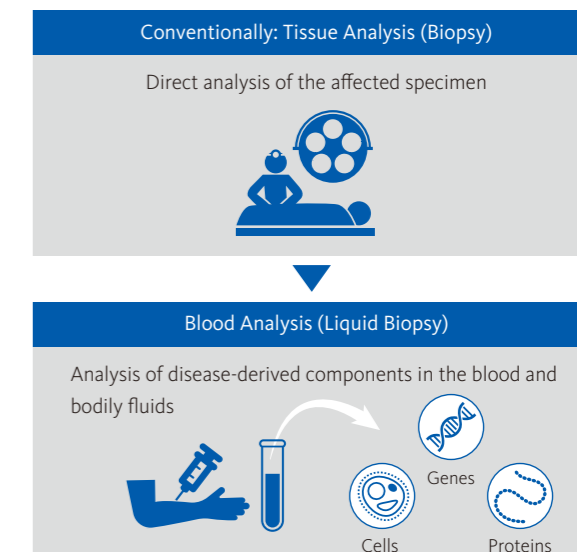 Conventionally: Tissue Analysis (Biopsy)
Direct analysis of the affected specimen
Blood Analysis (Liquid Biopsy)
Analysis of disease-derived components in the blood and
bodily fluids
Genes
Cells
Proteins